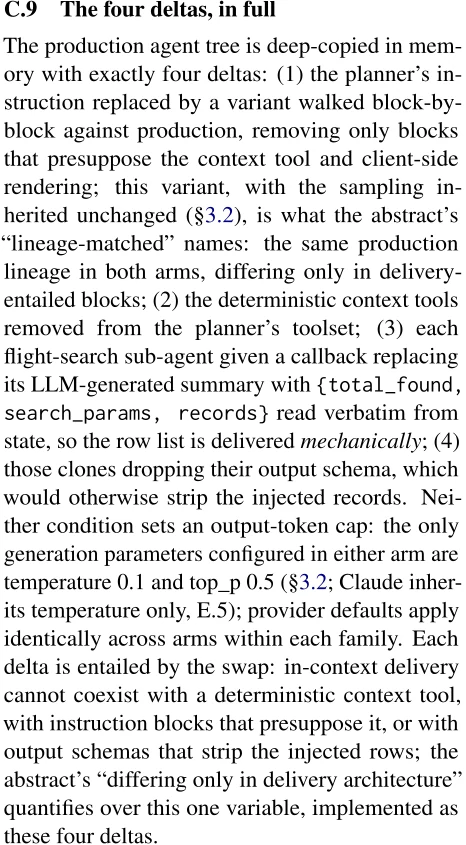 C.9 The four deltas, in full
The production agent tree is deep-copied in mem-
ory with exactly four deltas: (1) the planner’s in-
struction replaced by a variant walked block-by-
block against production, removing only blocks
that presuppose the context tool and client-side
rendering; this variant, with the sampling in-
herited unchanged (§3.2), is what the abstract’s
“lineage-matched” names: the same production
lineage in both arms, differing only in delivery-
entailed blocks; (2) the deterministic context tools
removed from the planner’s toolset; (3) each
flight-search sub-agent given a callback replacing
its LLM-generated summary with {total_found,
search_params, records} read verbatim from
state, so the row list is delivered mechanically; (4)
those clones dropping their output schema, which
would otherwise strip the injected records. Nei-
ther condition sets an output-token cap: the only
generation parameters configured in either arm are
temperature 0.1 and top_p 0.5 (§3.2; Claude inher-
its temperature only, E.5); provider defaults apply
identically across arms within each family. Each
delta is entailed by the swap: in-context delivery
cannot coexist with a deterministic context tool,
with instruction blocks that presuppose it, or with
output schemas that strip the injected rows; the
abstract’s “differing only in delivery architecture”
quantifies over this one variable, implemented as
these four deltas.